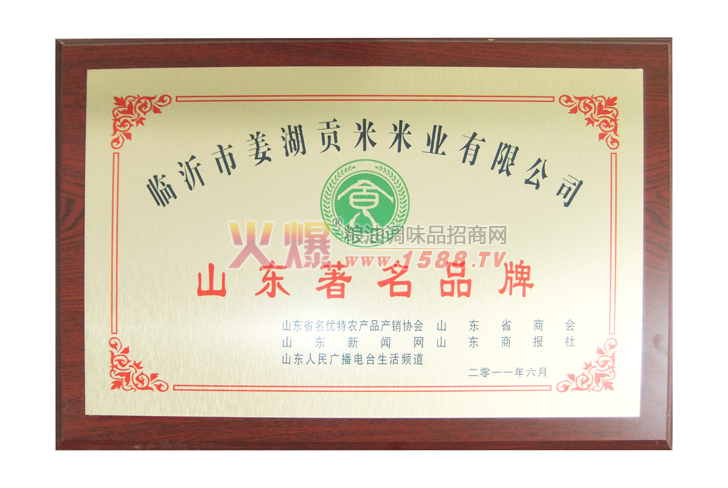 临沂市姜湖贡米米业有限公司
贡
®
火爆 粮油调味品招商网
www.1588.TV
山东著名品牌
山东省名优特农产品产销协会 山东省商会
山东新闻网 山东商报社
山东人民广播电台生活频道
二零一一年六月